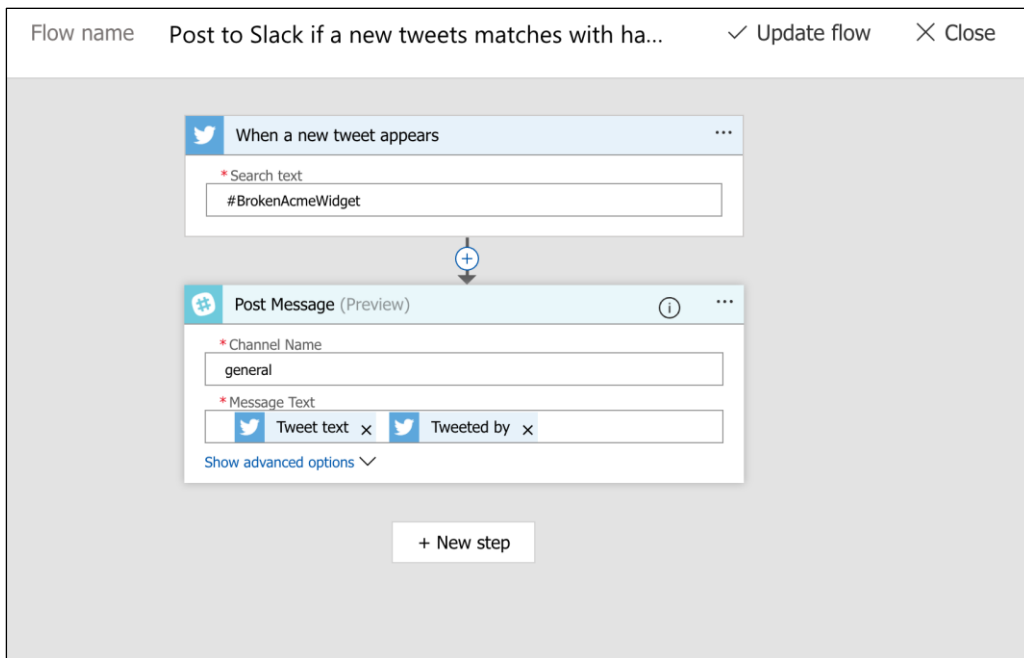 Flow name Post to Slack if a new tweets matches with ha... Update flow Close
When a new tweet appears ...
* Search text
#BrokenAcmeWidget
Post Message (Preview) ...
* Channel Name
general
* Message Text
Tweet text × Tweeted by ×
Show advanced options
+ New step